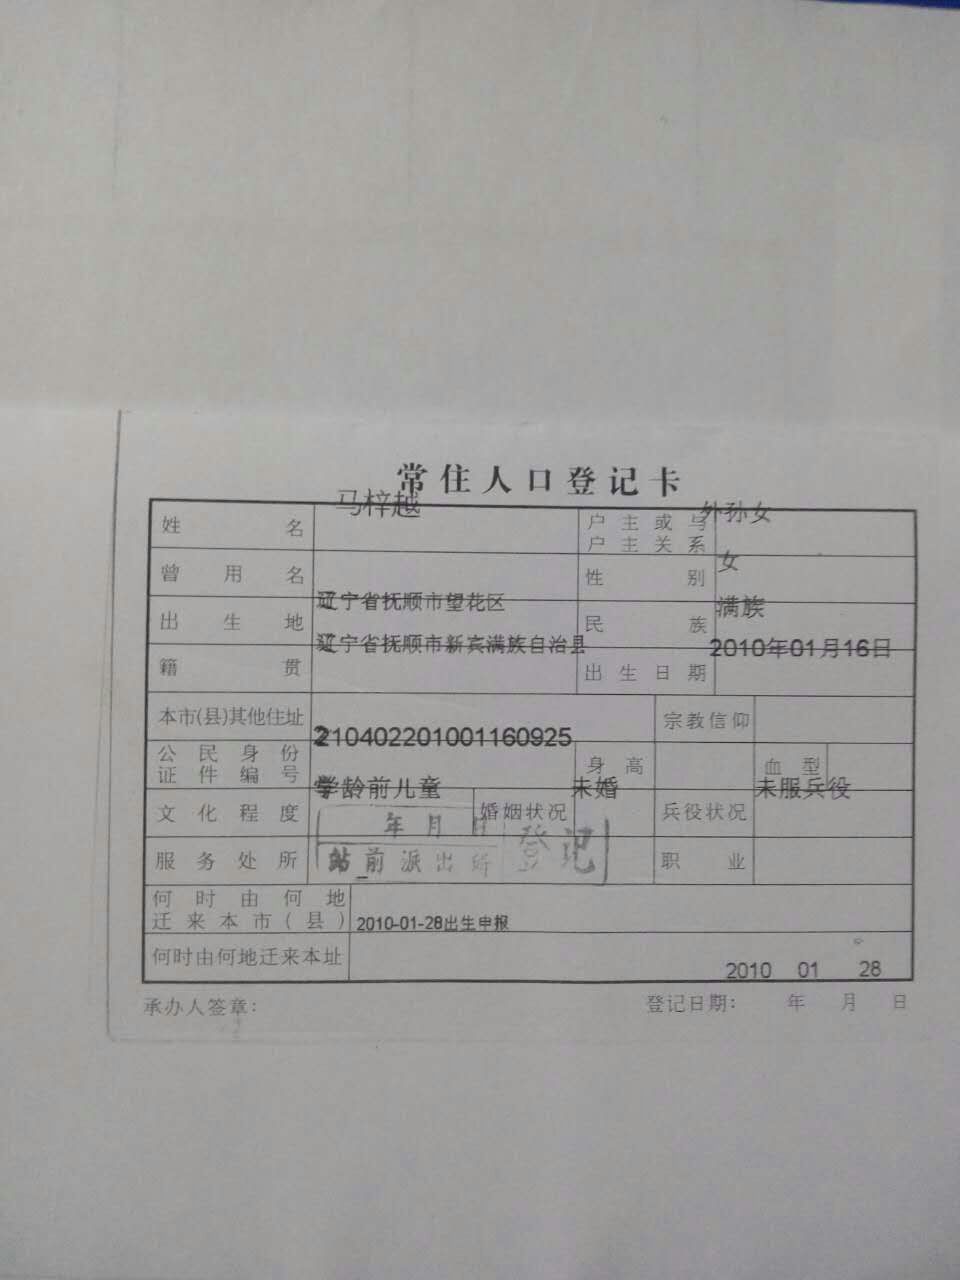 常住人口登记卡
姓名 马梓越 户主或与户主关系 外孙女
曾用名 性别 女
出生地 辽宁省抚顺市望花区 民族 满族
籍贯 辽宁省抚顺市新宾满族自治县 出生日期 2010年01月16日
本市(县)其他住址 宗教信仰
公民身份证件编号 210402201001160925 身高 血型
文化程度 学龄前儿童 婚姻状况 未婚 兵役状况 未服兵役
年月日 登记
服务处所 站前派出所 职业
何时由何地迁来本市(县) 2010-01-28出生申报
何时由何地迁来本址
2010 01 28
承办人签章: 登记日期: 年 月 日